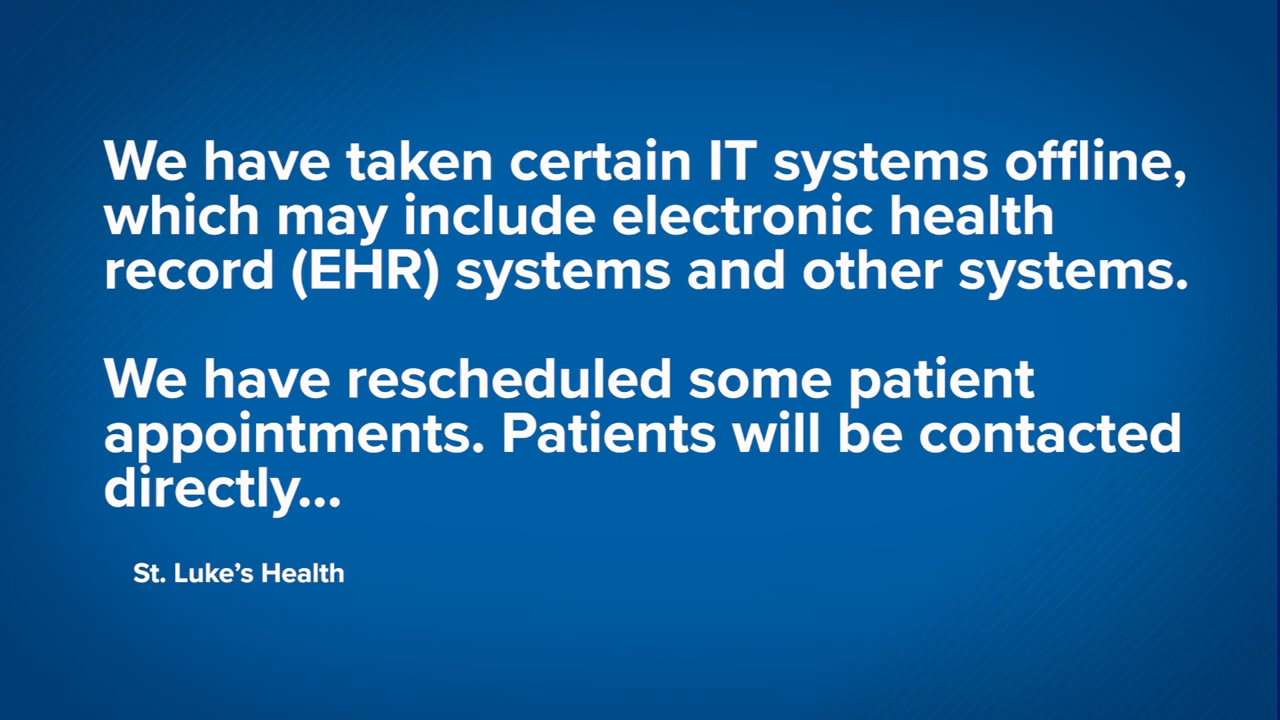 We have taken certain IT systems offline,
which may include electronic health
record (EHR) systems and other systems.
We have rescheduled some patient
appointments. Patients will be contacted
directly...
St. Luke’s Health